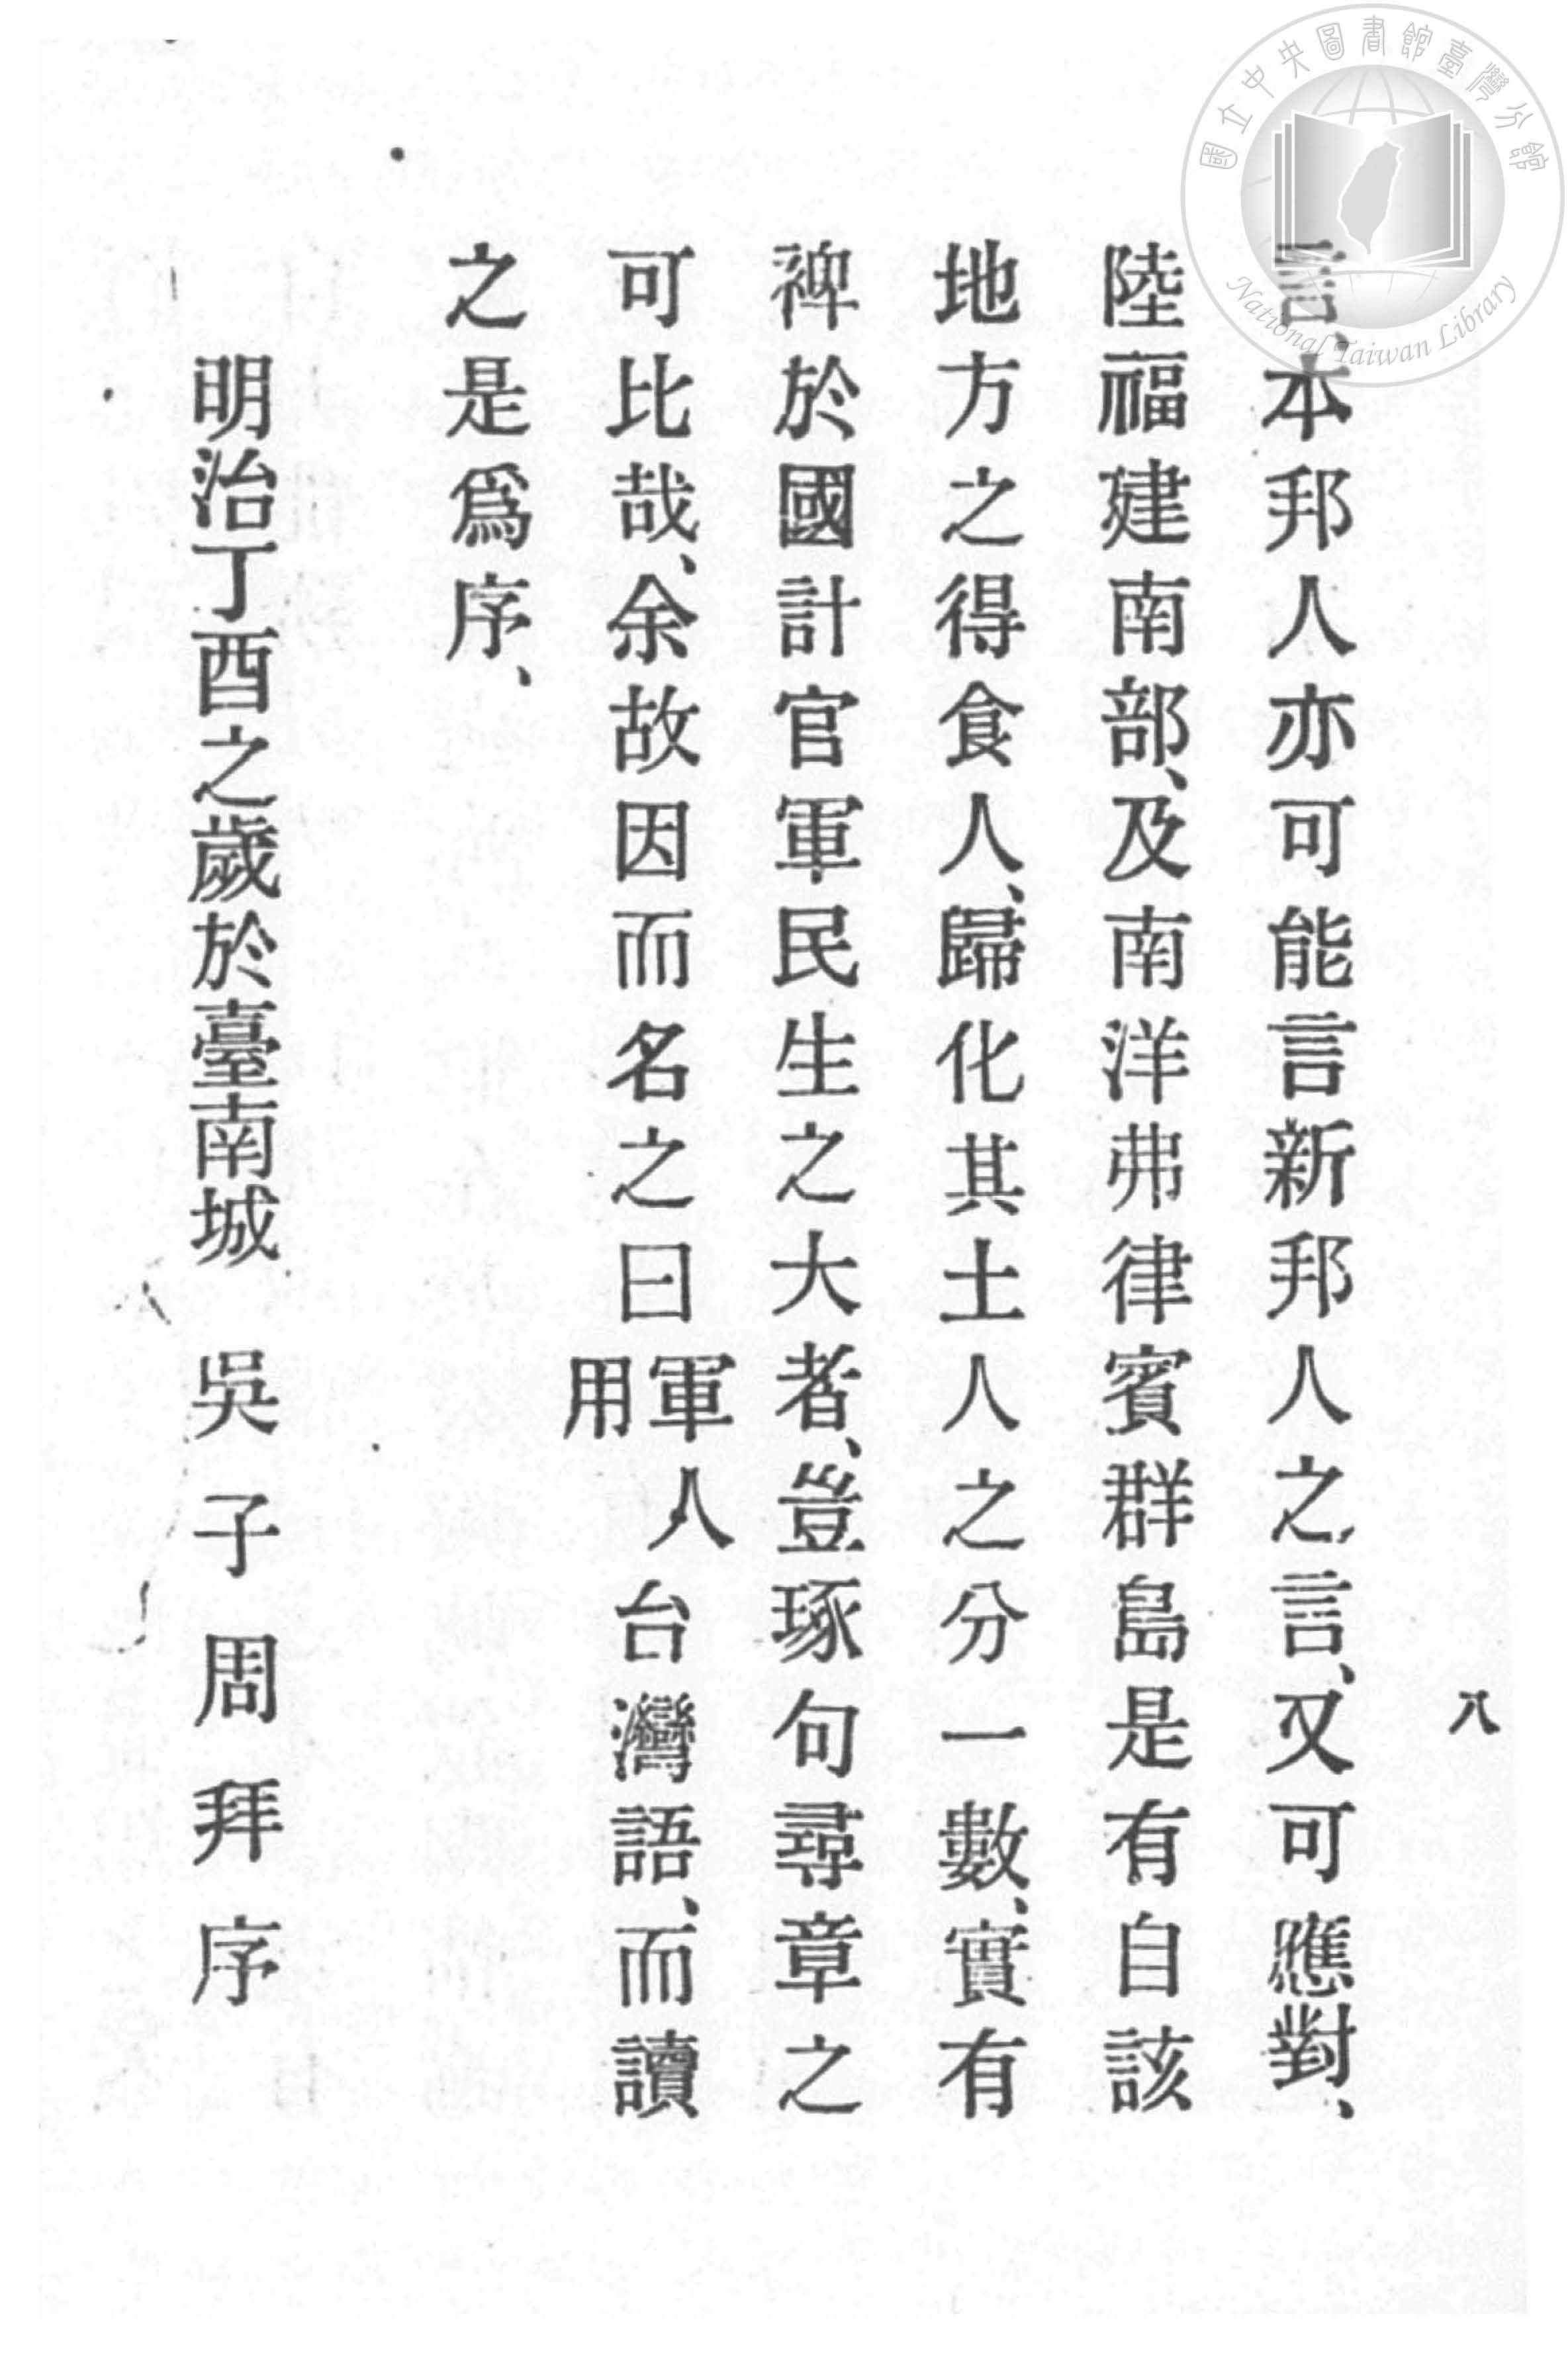 國立中央圖書館臺灣分館
National Taiwan Library
八
言、本邦人亦可能言新邦人之言、又可應對、
陸福建南部、及南洋弗律賓群島是有自該
地方之得食人、歸化其土人之分一數、實有
裨於國計官軍民生之大者、豈琢句尋章之
可比哉、余故因而名之曰軍人用台灣語、而讀
之是爲序、
明治丁酉之歲於臺南城 吳子周拜序